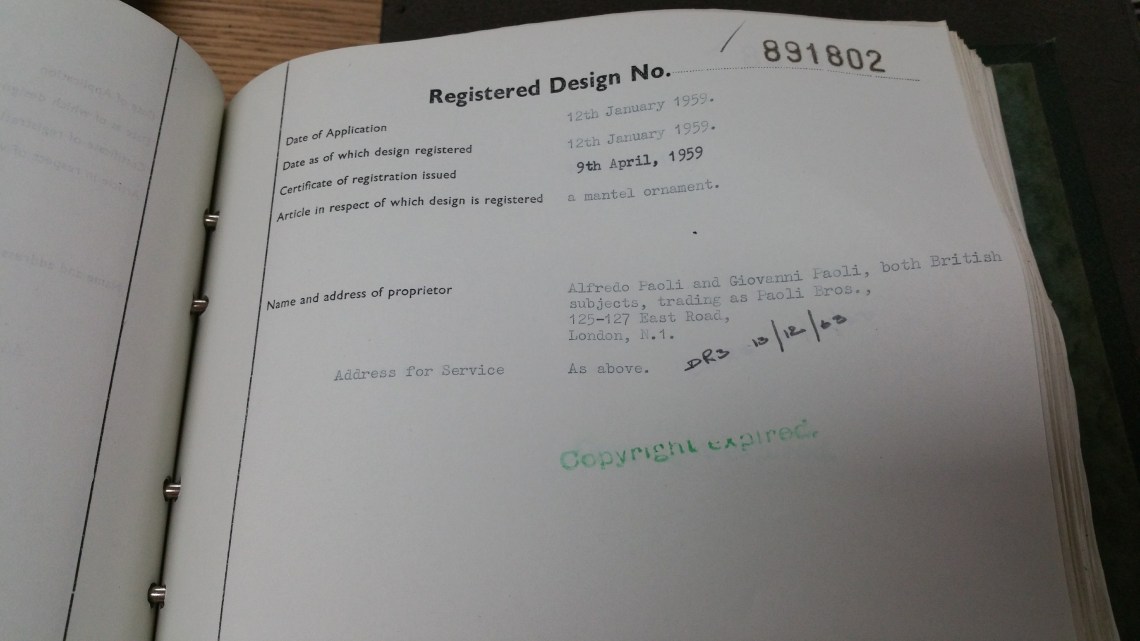 Registered Design No. 891802
Date of Application 12th January 1959.
Date as of which design registered 12th January 1959.
Certificate of registration issued 9th April, 1959
Article in respect of which design is registered a mantel ornament.
Name and address of proprietor Alfredo Paoli and Giovanni Paoli, both British
subjects, trading as Paoli Bros.,
125-127 East Road,
London, N.1.
DR3 13/12/63
Address for Service As above.
Copyright expired.